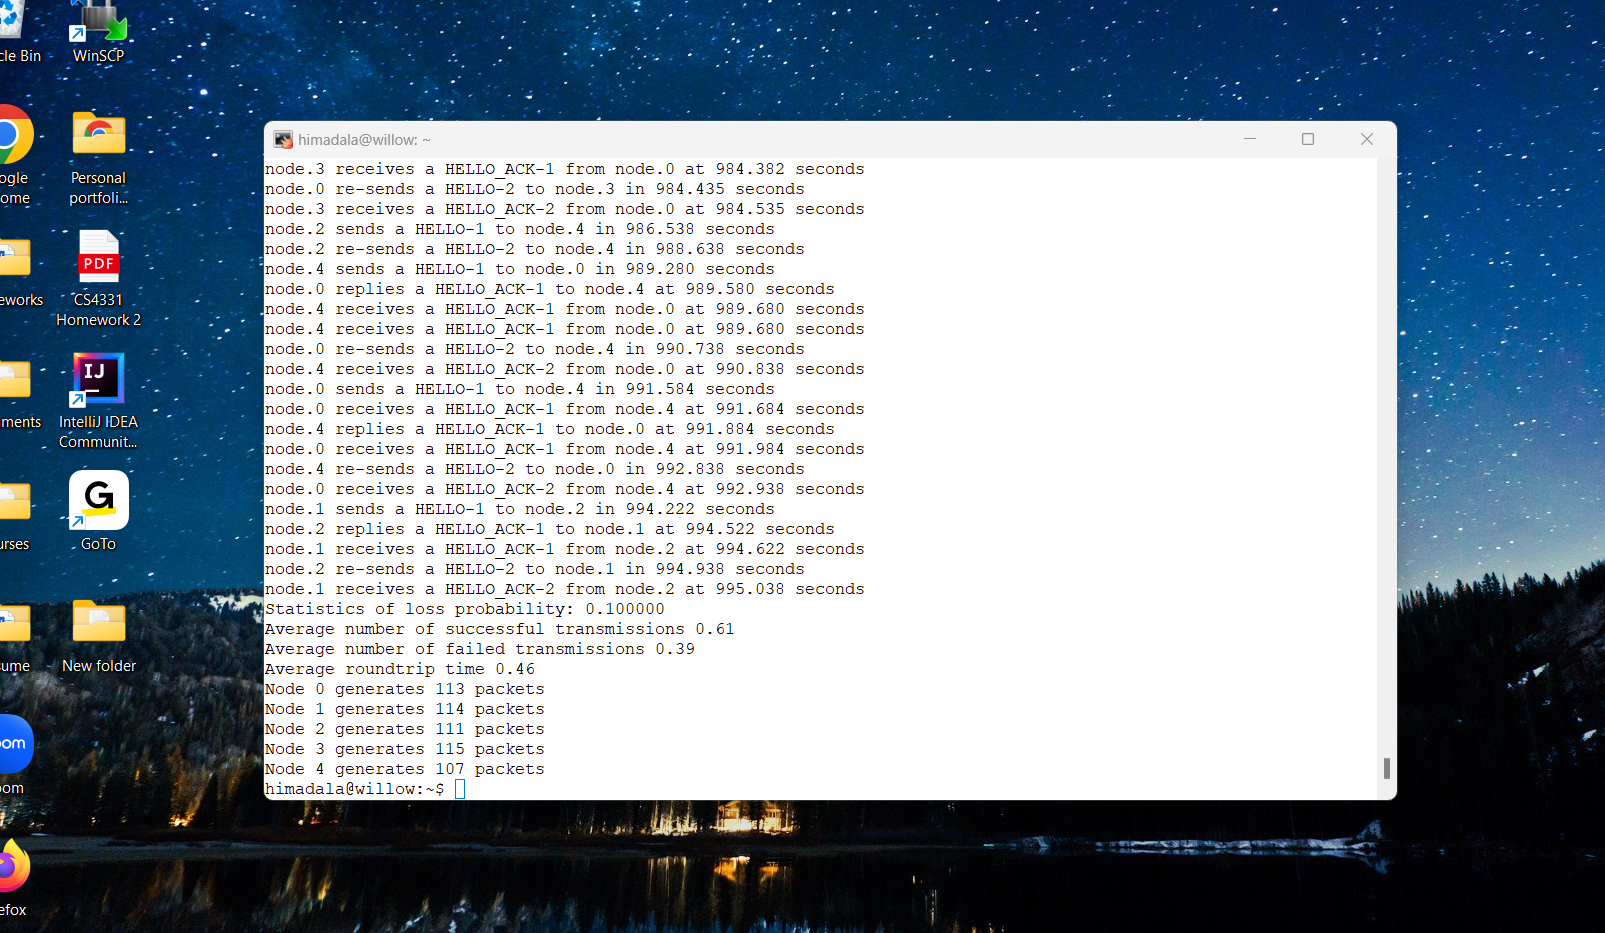 cle Bin
WinSCP
ogle
ome
Personal
portfoli...
eworks
PDF
CS4331
Homework 2
ments
IJ
IntelliJ IDEA
Communit...
urses
G
GoTo
ume
New folder
om
om
efox
himadala@willow: ~
node.3 receives a HELLO_ACK-1 from node.0 at 984.382 seconds
node.0 re-sends a HELLO-2 to node.3 in 984.435 seconds
node.3 receives a HELLO_ACK-2 from node.0 at 984.535 seconds
node.2 sends a HELLO-1 to node.4 in 986.538 seconds
node.2 re-sends a HELLO-2 to node.4 in 988.638 seconds
node.4 sends a HELLO-1 to node.0 in 989.280 seconds
node.0 replies a HELLO_ACK-1 to node.4 at 989.580 seconds
node.4 receives a HELLO_ACK-1 from node.0 at 989.680 seconds
node.4 receives a HELLO_ACK-1 from node.0 at 989.680 seconds
node.0 re-sends a HELLO-2 to node.4 in 990.738 seconds
node.4 receives a HELLO_ACK-2 from node.0 at 990.838 seconds
node.0 sends a HELLO-1 to node.4 in 991.584 seconds
node.0 receives a HELLO_ACK-1 from node.4 at 991.684 seconds
node.4 replies a HELLO_ACK-1 to node.0 at 991.884 seconds
node.0 receives a HELLO_ACK-1 from node.4 at 991.984 seconds
node.4 re-sends a HELLO-2 to node.0 in 992.838 seconds
node.0 receives a HELLO_ACK-2 from node.4 at 992.938 seconds
node.1 sends a HELLO-1 to node.2 in 994.222 seconds
node.2 replies a HELLO_ACK-1 to node.1 at 994.522 seconds
node.1 receives a HELLO_ACK-1 from node.2 at 994.622 seconds
node.2 re-sends a HELLO-2 to node.1 in 994.938 seconds
node.1 receives a HELLO_ACK-2 from node.2 at 995.038 seconds
Statistics of loss probability: 0.100000
Average number of successful transmissions 0.61
Average number of failed transmissions 0.39
Average roundtrip time 0.46
Node 0 generates 113 packets
Node 1 generates 114 packets
Node 2 generates 111 packets
Node 3 generates 115 packets
Node 4 generates 107 packets
himadala@willow:~$